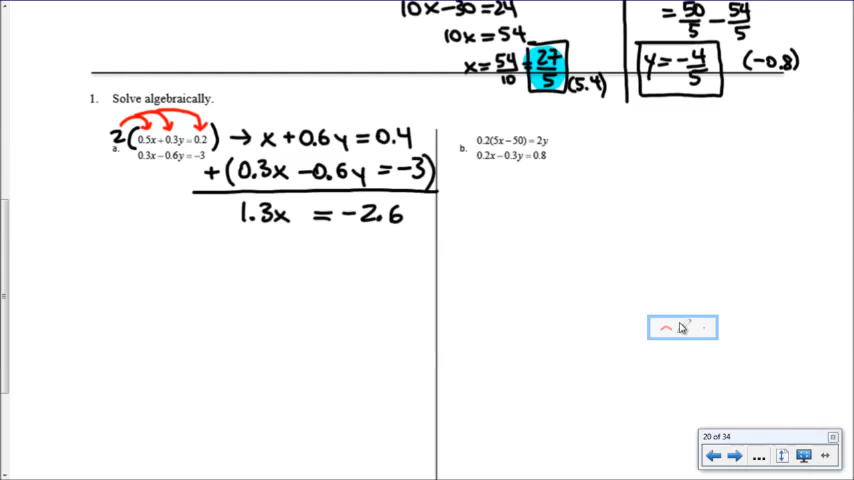 10x-30 = 24
10x = 54
x = 54/10 = 27/5 (5.4)
= 50/5 - 54/5
y = -4/5 (-0.8)
1. Solve algebraically.
2( 0.5x+0.3y=0.2 ) → x + 0.6y = 0.4
a. 0.3x-0.6y=-3
+(0.3x -0.6y = -3)
1.3x = -2.6
b. 0.2(5x-50)=2y
0.2x-0.3y=0.8
20 of 34
...